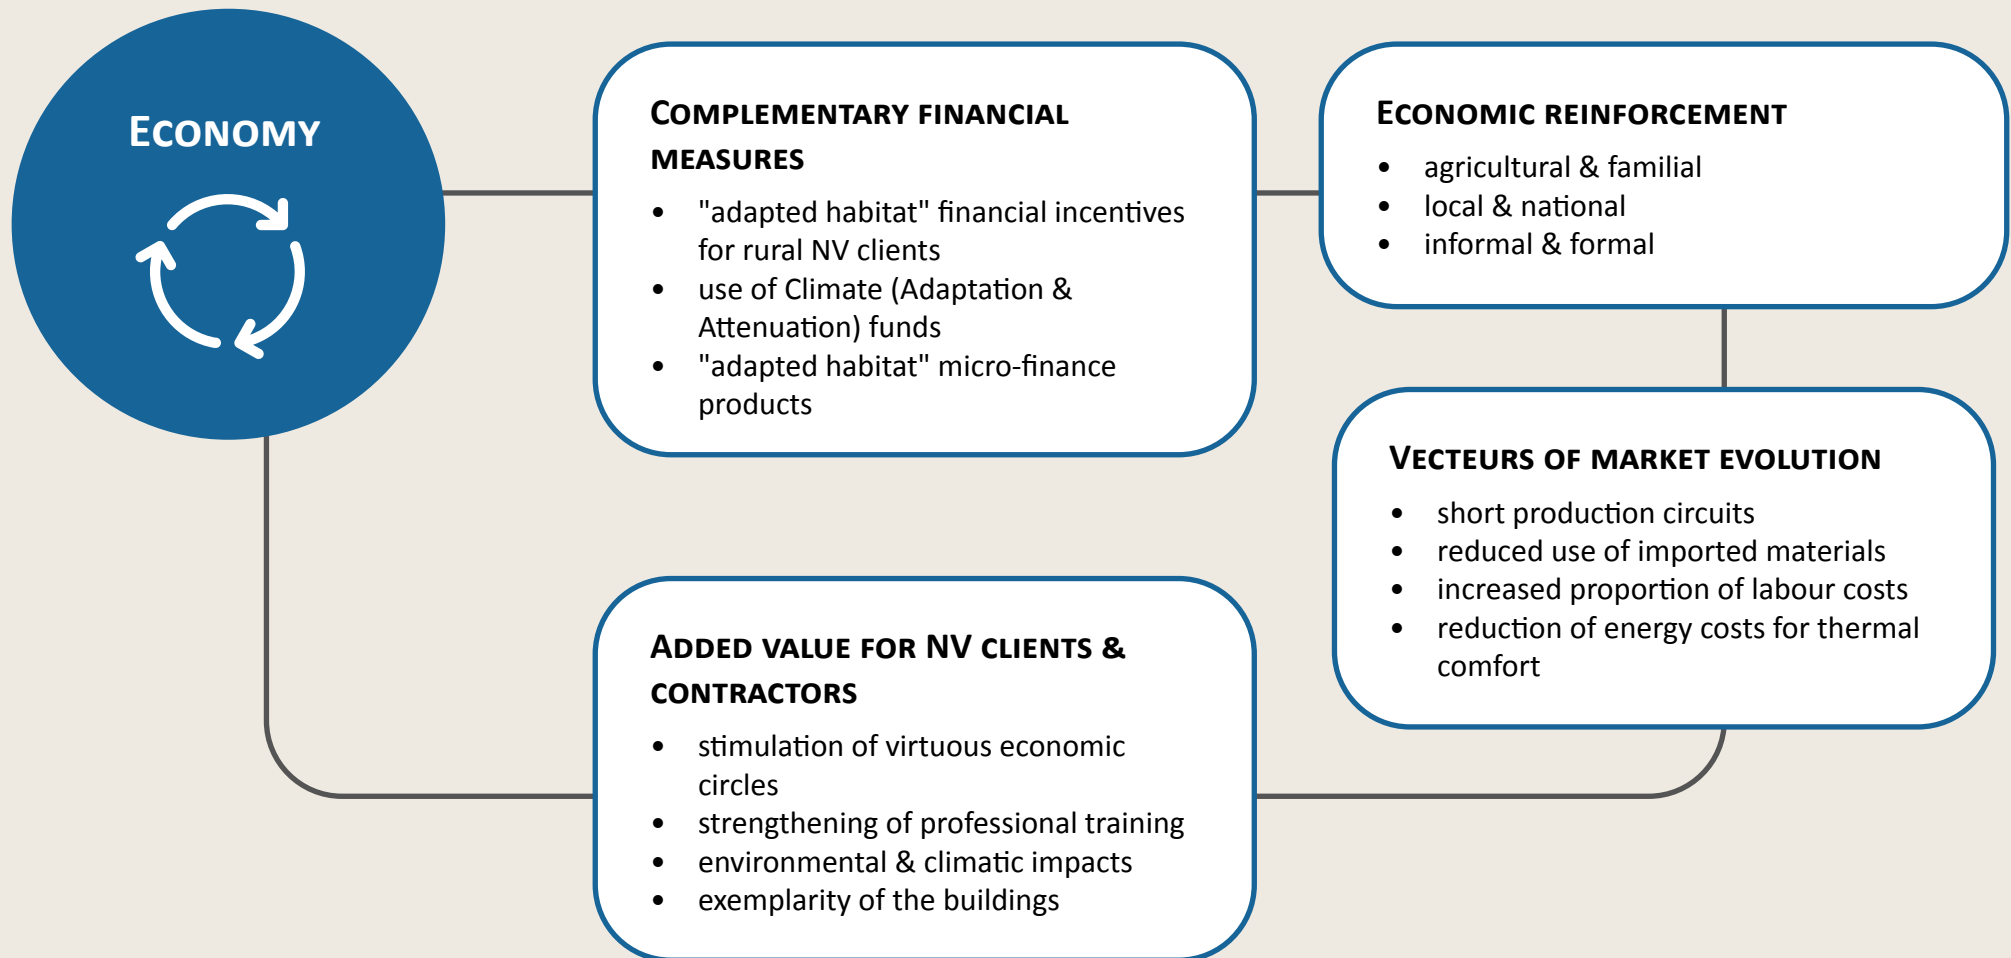 ECONOMY
COMPLEMENTARY FINANCIAL
MEASURES
• "adapted habitat" financial incentives
for rural NV clients
• use of Climate (Adaptation &
Attenuation) funds
• "adapted habitat" micro-finance
products
ECONOMIC REINFORCEMENT
• agricultural & familial
• local & national
• informal & formal
VECTEURS OF MARKET EVOLUTION
• short production circuits
• reduced use of imported materials
• increased proportion of labour costs
• reduction of energy costs for thermal
comfort
ADDED VALUE FOR NV CLIENTS &
CONTRACTORS
• stimulation of virtuous economic
circles
• strengthening of professional training
• environmental & climatic impacts
• exemplarity of the buildings